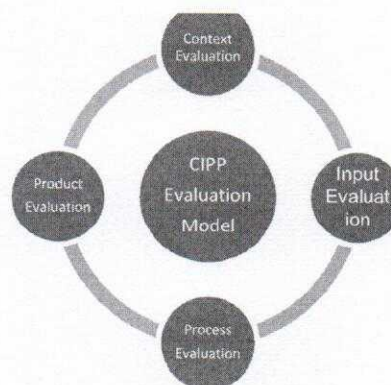 Context
Evaluation
CIPP
Evaluation
Model
Input
Evaluat
ion
Product
Evaluation
Process
Evaluation